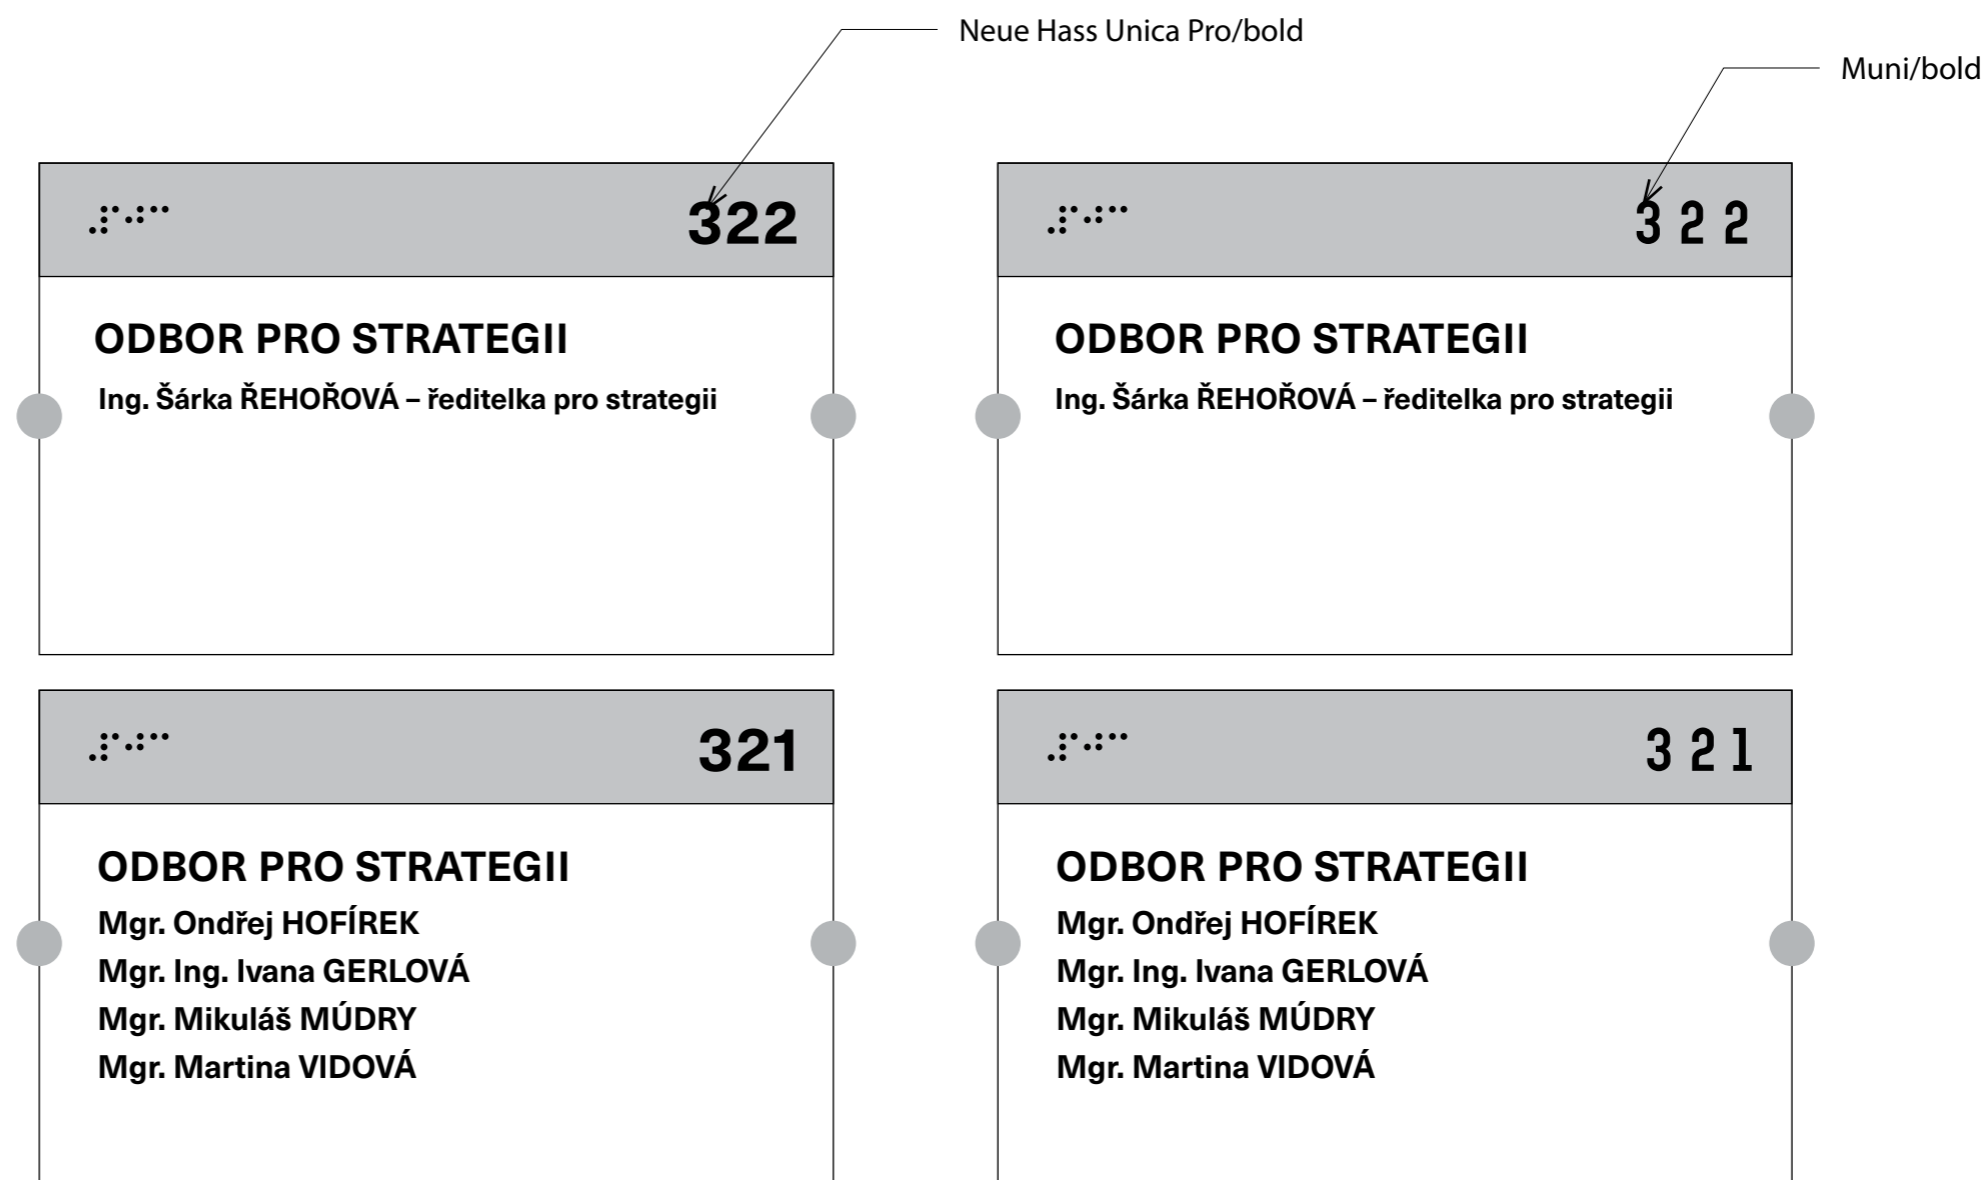 Neue Hass Unica Pro/bold
Muni/bold
322
ODBOR PRO STRATEGII
Ing. Šárka ŘEHOŘOVÁ – ředitelka pro strategii
3 2 2
ODBOR PRO STRATEGII
Ing. Šárka ŘEHOŘOVÁ – ředitelka pro strategii
321
ODBOR PRO STRATEGII
Mgr. Ondřej HOFÍREK
Mgr. Ing. Ivana GERLOVÁ
Mgr. Mikuláš MÚDRY
Mgr. Martina VIDOVÁ
3 2 1
ODBOR PRO STRATEGII
Mgr. Ondřej HOFÍREK
Mgr. Ing. Ivana GERLOVÁ
Mgr. Mikuláš MÚDRY
Mgr. Martina VIDOVÁ